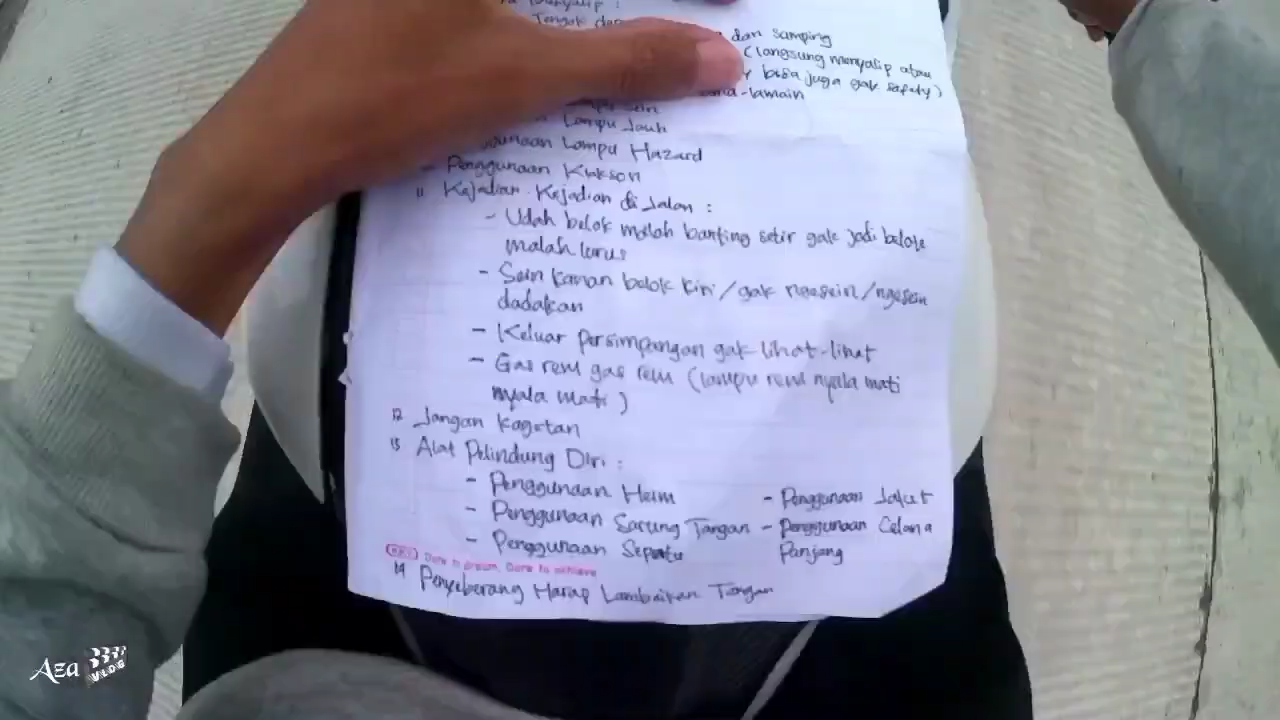 dan samping
(langsung menyalip atau
bisa juga gak safety)
Lampu Jauh
Lampu Hazard
- Penggunaan Klakson
11 Kejadian-Kejadian di Jalan :
- Udah belok malah banting setir gak jadi belok
malah lurus
- Sein kanan belok kiri/gak ngesein/ngesein
dadakan
- Keluar persimpangan gak lihat-lihat
- Gas rem gas rem (lampu rem nyala mati
nyala mati)
12 Jangan Kagetan
13 Alat Pelindung Diri :
- Penggunaan Helm
- Penggunaan Sarung Tangan
- Penggunaan Sepatu
- Penggunaan Jaket
- Penggunaan Celana
Panjang
Dare to dream, Dare to achieve
14 Penyeberang Harap Lambaikan Tangan
Aza
VLOG